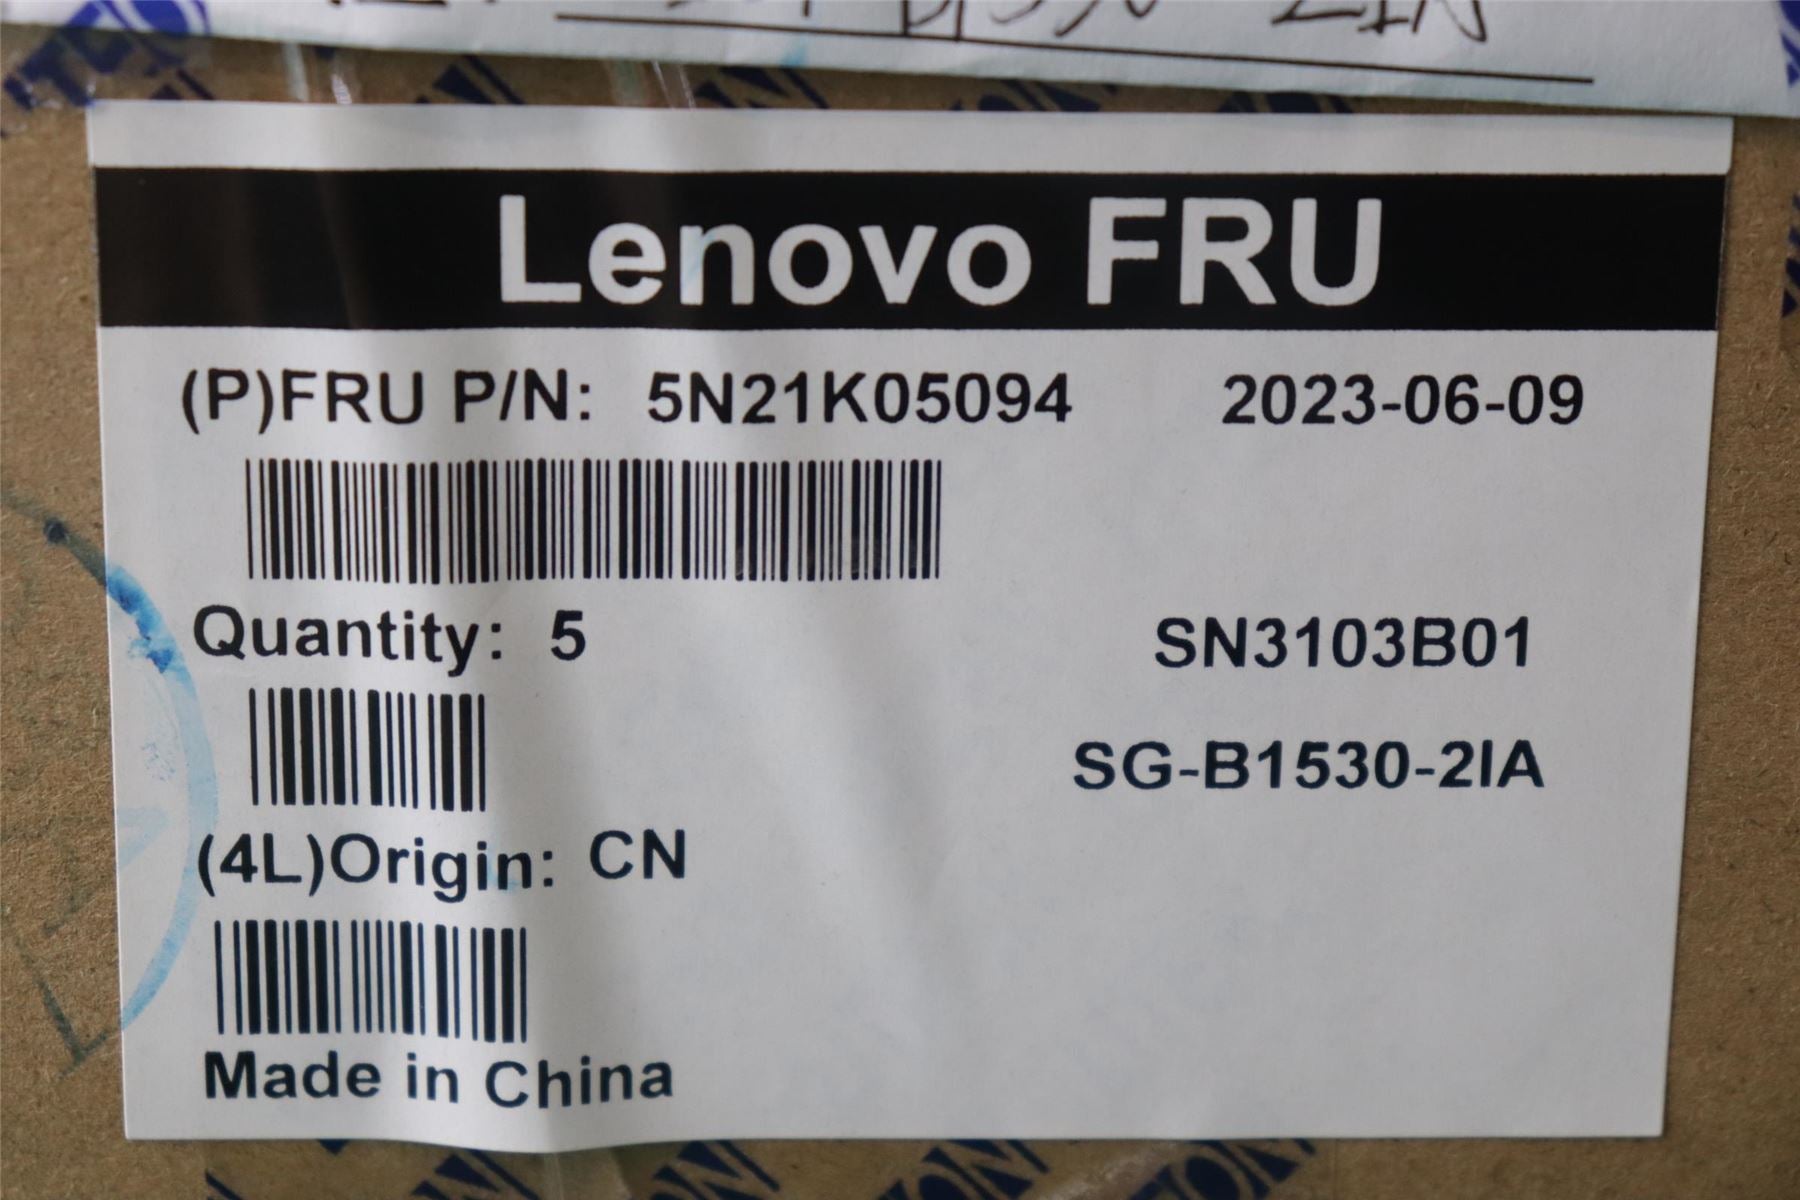 Lenovo FRU
(P)FRU P/N: 5N21K05094 2023-06-09
Quantity: 5 SN3103B01
SG-B1530-2IA
(4L)Origin: CN
Made in China